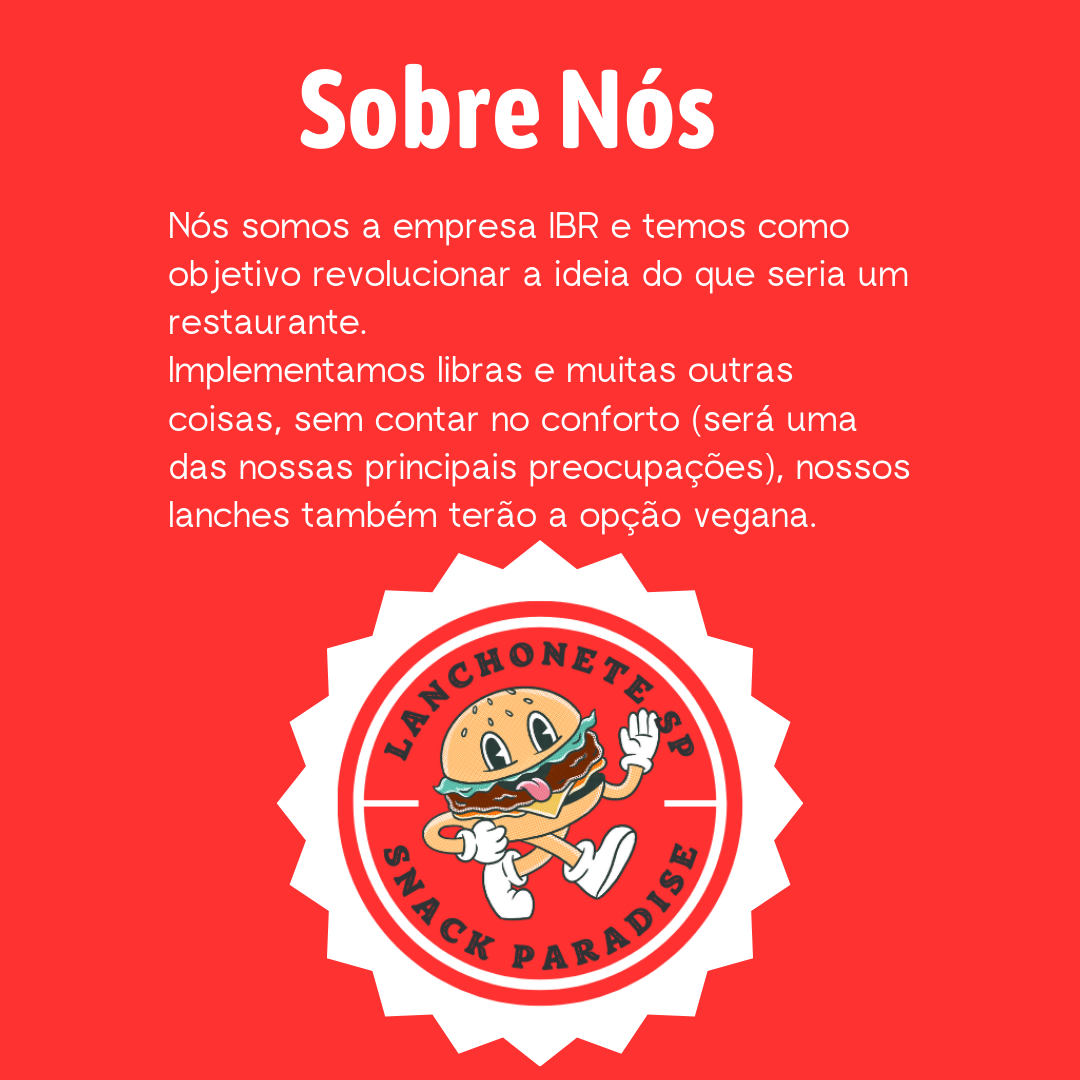 Sobre Nós
Nós somos a empresa IBR e temos como
objetivo revolucionar a ideia do que seria um
restaurante.
Implementamos libras e muitas outras
coisas, sem contar no conforto (será uma
das nossas principais preocupações), nossos
lanches também terão a opção vegana.
LANCHONETE SP
SNACK PARADISE